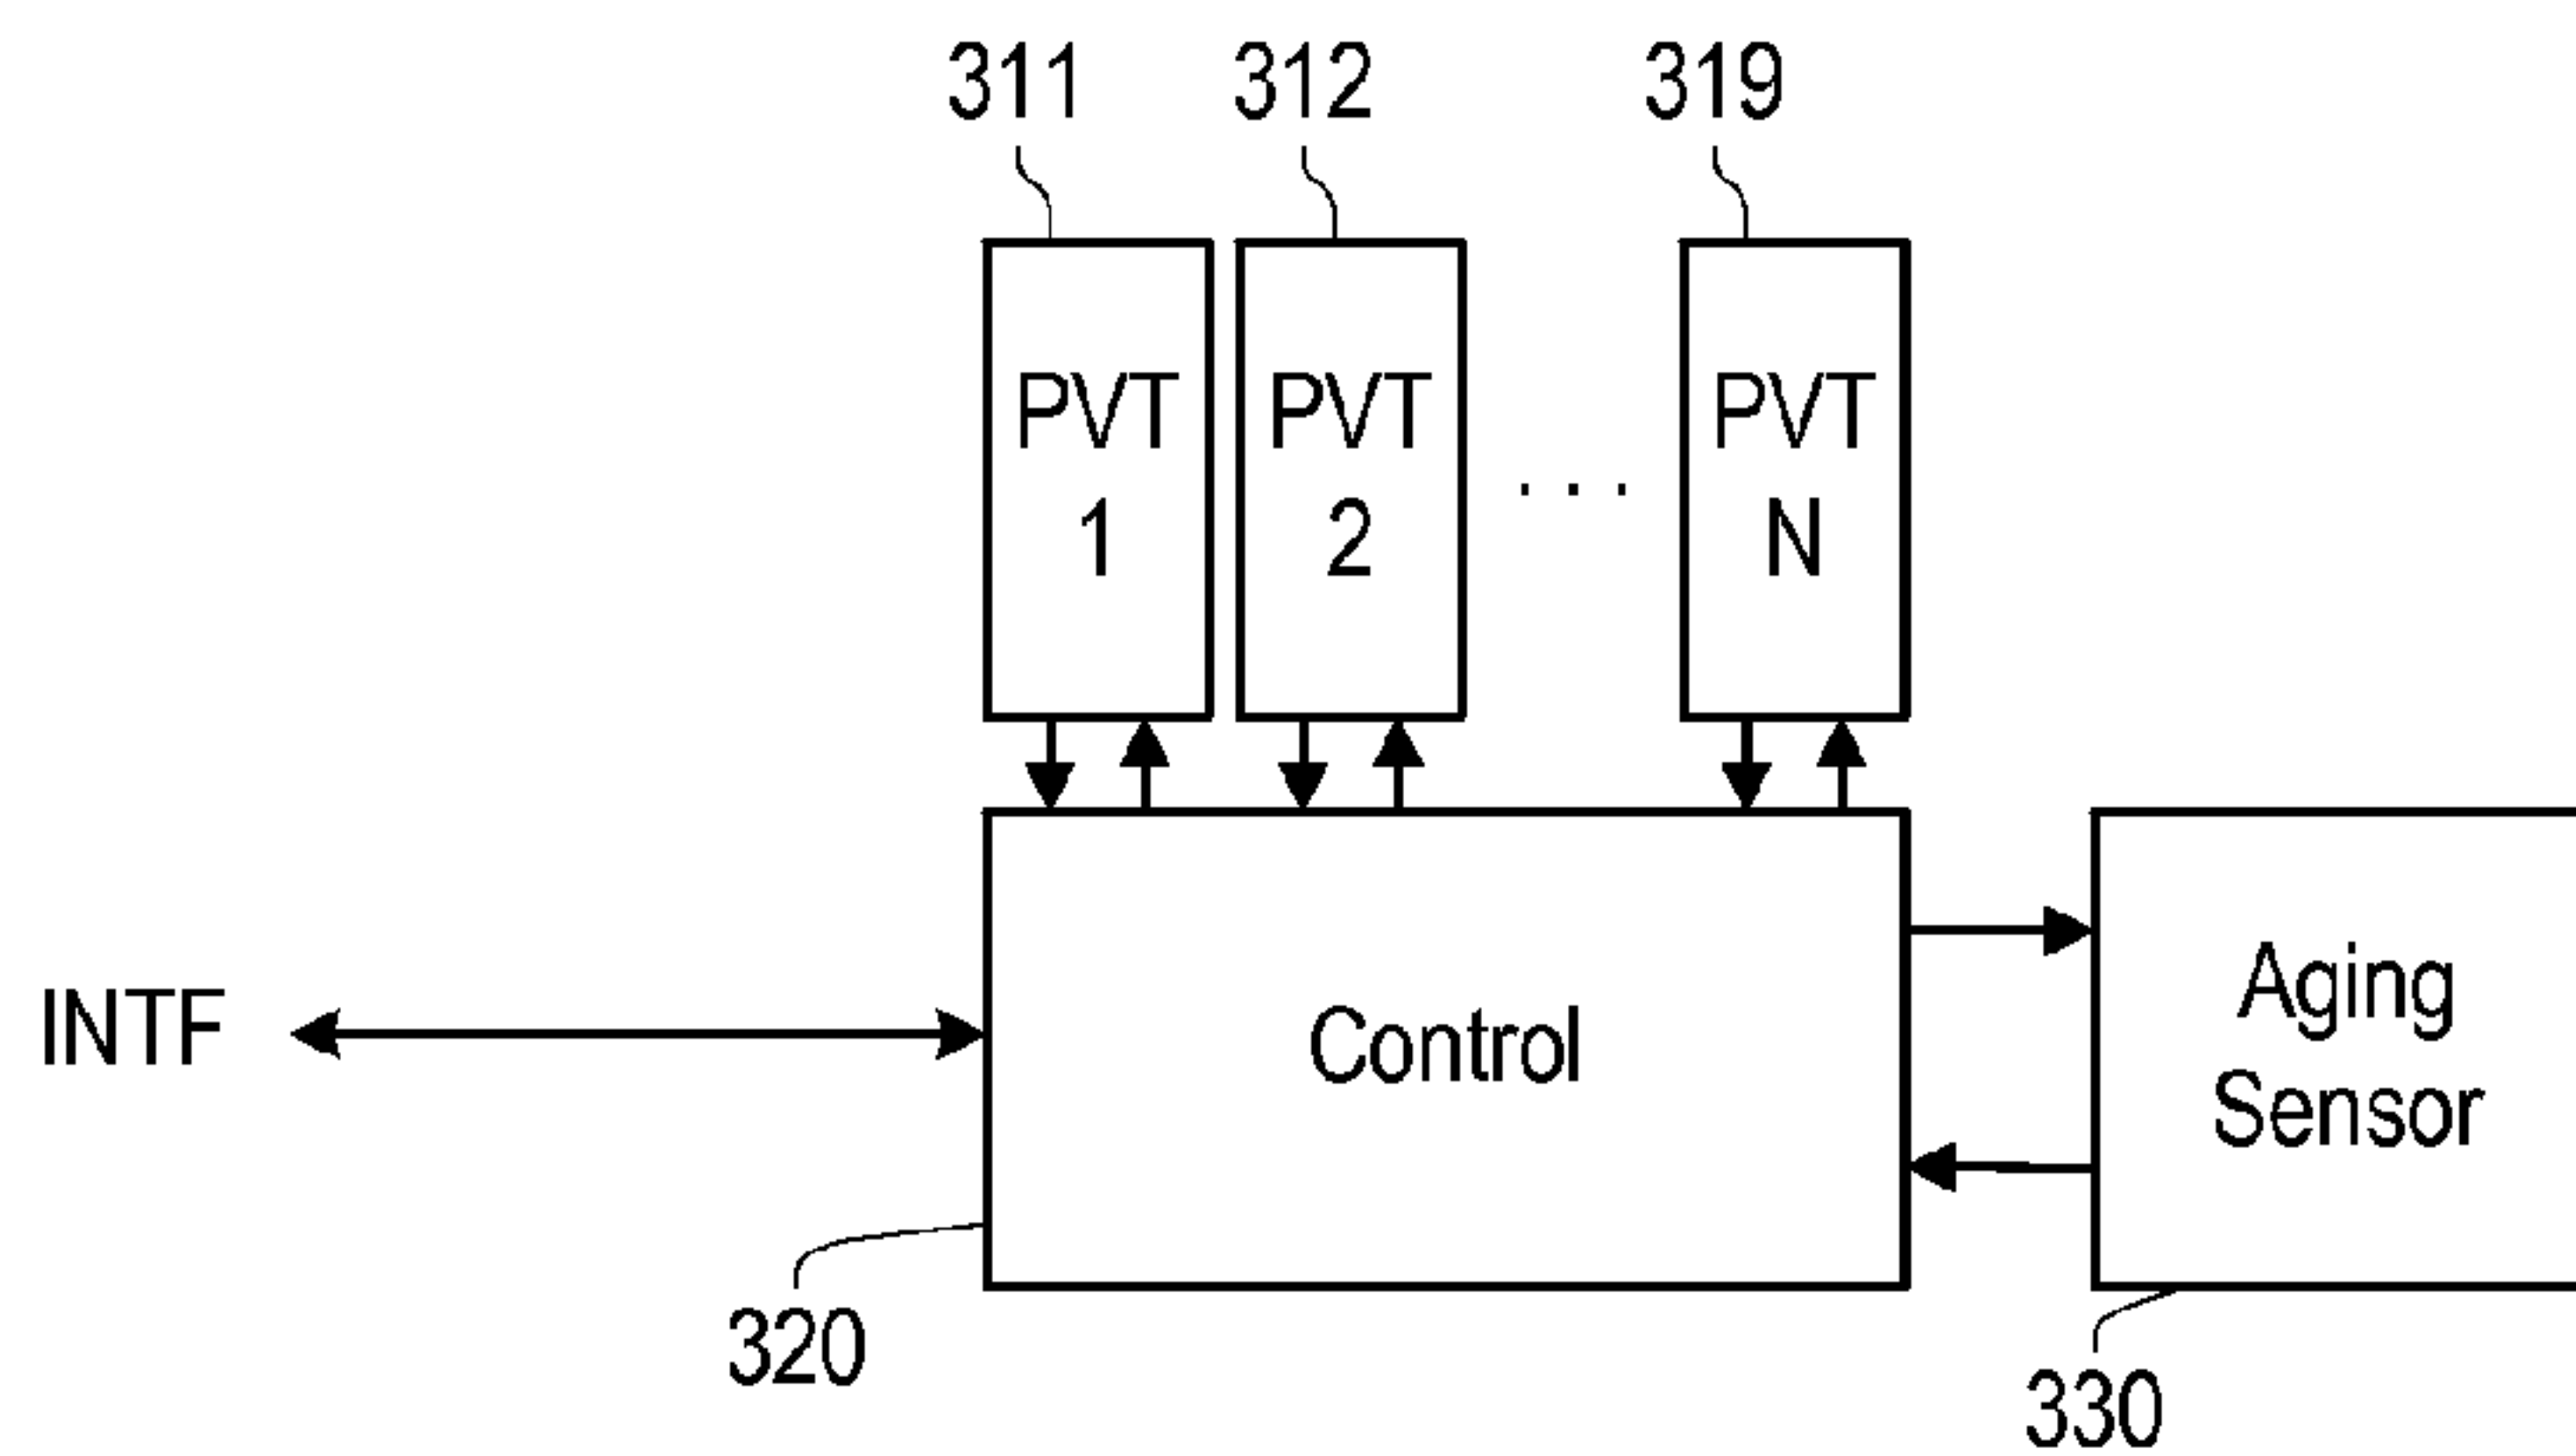 311
312
319
PVT
1
PVT
2
. . .
PVT
N
INTF
Control
Aging
Sensor
320
330